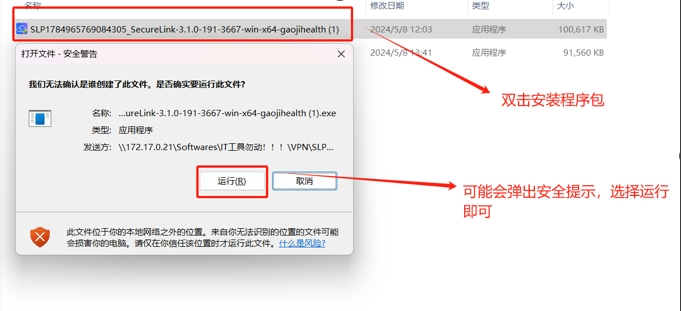 名称
修改日期
类型
大小
SLP1784965769084305_SecureLink-3.1.0-191-3667-win-x64-gaojihealth (1)
2024/5/8 12:03
应用程序
100,617 KB
打开文件 - 安全警告
13:41
应用程序
91,560 KB
我们无法确认是谁创建了此文件。是否确实要运行此文件?
双击安装程序包
名称: ...ureLink-3.1.0-191-3667-win-x64-gaojihealth (1).exe
类型: 应用程序
发送方: \\172.17.0.21\Softwares\IT工具勿动!!!\VPN\SLP...
运行(R)
取消
可能会弹出安全提示,选择运行
即可
此文件位于你的本地网络之外的位置。来自你无法识别的位置的文件可能
会损害你的电脑。请仅在你信任该位置时才运行此文件。什么是风险?